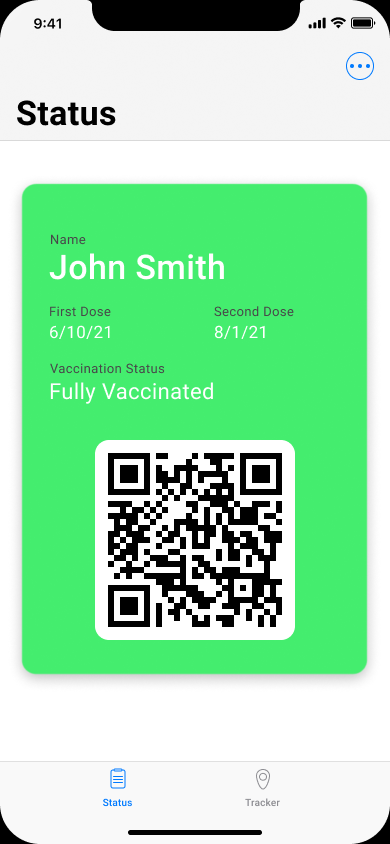 9:41
Status
Name
John Smith
First Dose Second Dose
6/10/21 8/1/21
Vaccination Status
Fully Vaccinated
Status Tracker